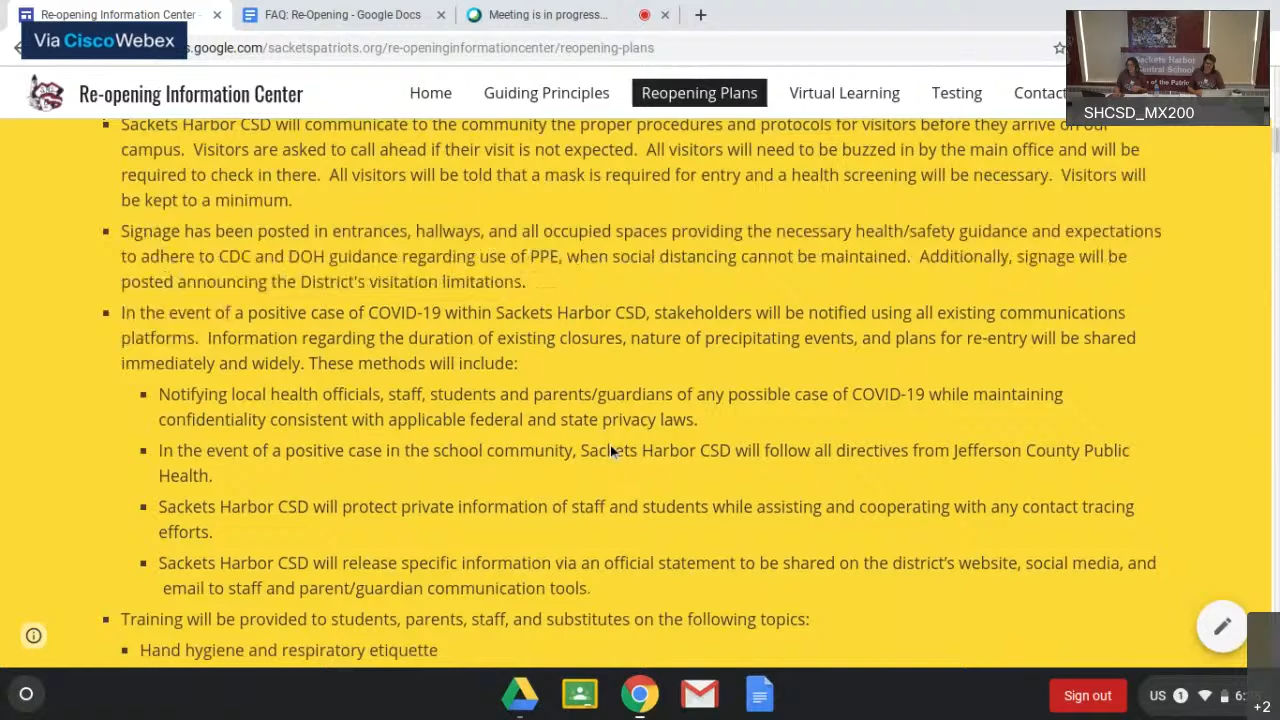 Re-opening Information Center
FAQ: Re-Opening - Google Docs
Meeting is in progress...
Via Cisco Webex
s.google.com/sacketspatriots.org/re-openinginformationcenter/reopening-plans
Sackets Harbor
Central School
of the Patriots
SHCSD_MX200
Re-opening Information Center
Home Guiding Principles Reopening Plans Virtual Learning Testing Contact
Sackets Harbor CSD will communicate to the community the proper procedures and protocols for visitors before they arrive on our
campus. Visitors are asked to call ahead if their visit is not expected. All visitors will need to be buzzed in by the main office and will be
required to check in there. All visitors will be told that a mask is required for entry and a health screening will be necessary. Visitors will
be kept to a minimum.
Signage has been posted in entrances, hallways, and all occupied spaces providing the necessary health/safety guidance and expectations
to adhere to CDC and DOH guidance regarding use of PPE, when social distancing cannot be maintained. Additionally, signage will be
posted announcing the District's visitation limitations.
In the event of a positive case of COVID-19 within Sackets Harbor CSD, stakeholders will be notified using all existing communications
platforms. Information regarding the duration of existing closures, nature of precipitating events, and plans for re-entry will be shared
immediately and widely. These methods will include:
Notifying local health officials, staff, students and parents/guardians of any possible case of COVID-19 while maintaining
confidentiality consistent with applicable federal and state privacy laws.
In the event of a positive case in the school community, Sackets Harbor CSD will follow all directives from Jefferson County Public
Health.
Sackets Harbor CSD will protect private information of staff and students while assisting and cooperating with any contact tracing
efforts.
Sackets Harbor CSD will release specific information via an official statement to be shared on the district's website, social media, and
email to staff and parent/guardian communication tools.
Training will be provided to students, parents, staff, and substitutes on the following topics:
Hand hygiene and respiratory etiquette
Sign out
US 1 6:
+2